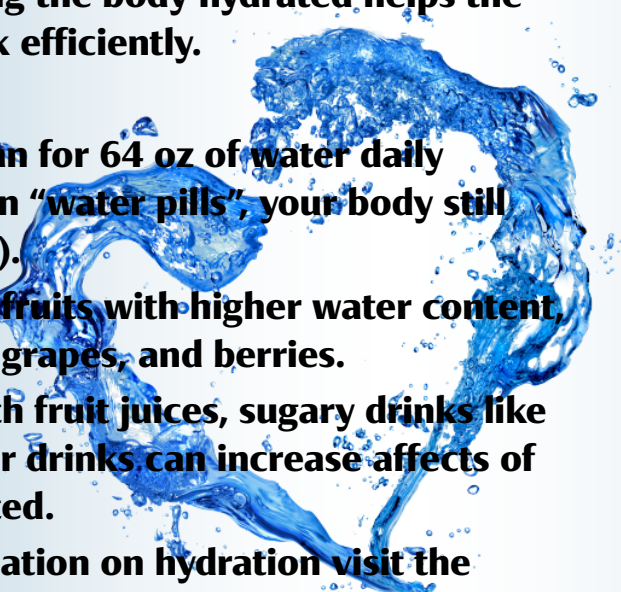 g the body hydrated helps the
k efficiently.
n for 64 oz of water daily
n “water pills”, your body still
).
fruits with higher water content,
grapes, and berries.
h fruit juices, sugary drinks like
r drinks can increase affects of
ted.
ation on hydration visit the